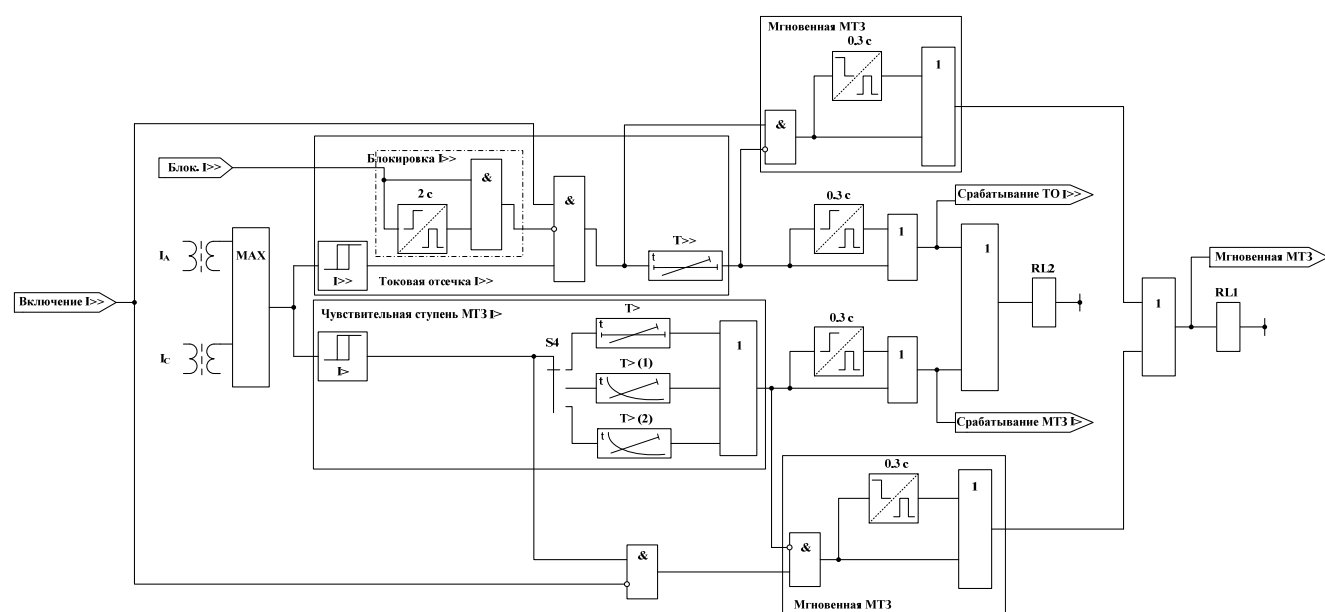 Мгновенная МТЗ
0.3 с
1
&
Блокировка I>>
Блок. I>>
2 с
&
&
0.3 с
Срабатывание ТО I>>
1
1
IA
MAX
T>>
I>>
Токовая отсечка I>>
RL2
Мгновенная МТЗ
Включение I>>
RL1
1
Чувствительная ступень МТЗ I>
T>
0.3 с
IC
S4
t
1
1
I>
T> (1)
t
T> (2)
Срабатывание МТЗ I>
t
t
0.3 с
1
&
&
Мгновенная МТЗ